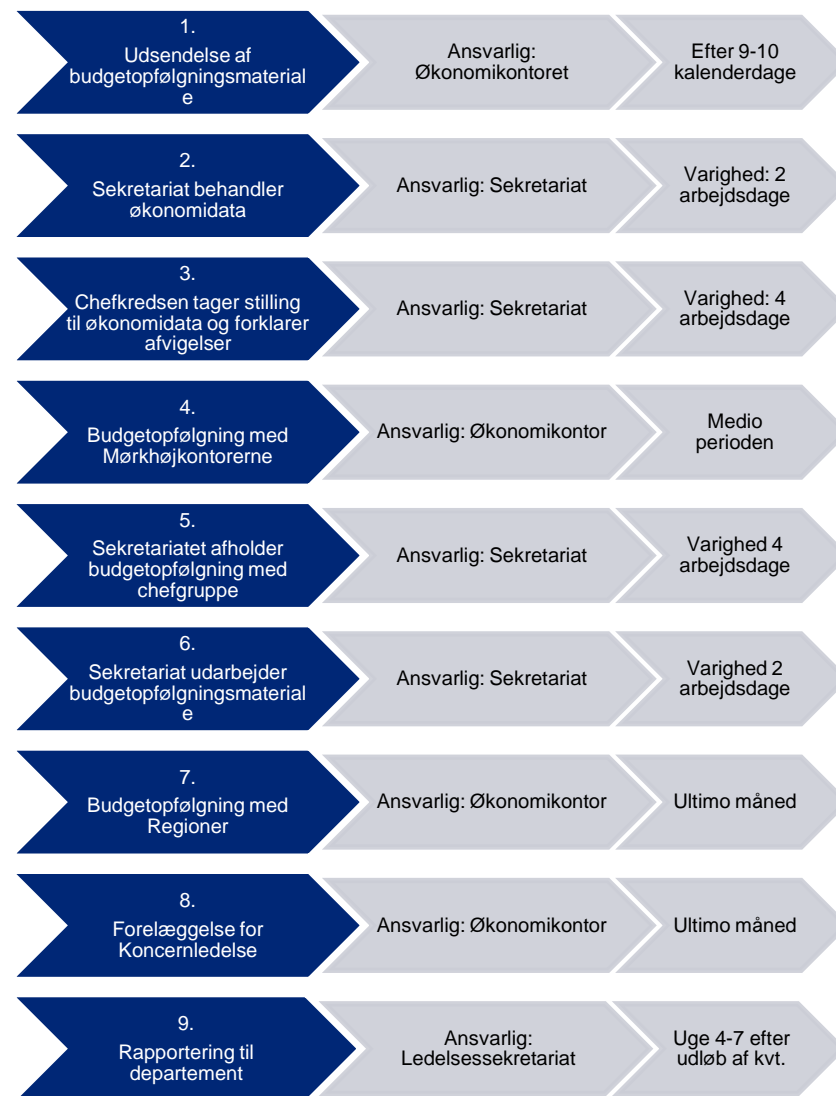 1.
Udsendelse af
budgetopfølgningsmaterial
e
Ansvarlig:
Økonomikontoret
Efter 9-10
kalenderdage
2.
Sekretariat behandler
økonomidata
Ansvarlig: Sekretariat
Varighed: 2
arbejdsdage
3.
Chefkredsen tager stilling
til økonomidata og forklarer
afvigelser
Ansvarlig: Sekretariat
Varighed: 4
arbejdsdage
4.
Budgetopfølgning med
Mørkhøjkontorerne
Ansvarlig: Økonomikontor
Medio
perioden
5.
Sekretariatet afholder
budgetopfølgning med
chefgruppe
Ansvarlig: Sekretariat
Varighed 4
arbejdsdage
6.
Sekretariat udarbejder
budgetopfølgningsmaterial
e
Ansvarlig: Sekretariat
Varighed 2
arbejdsdage
7.
Budgetopfølgning med
Regioner
Ansvarlig: Økonomikontor
Ultimo måned
8.
Forelæggelse for
Koncernledelse
Ansvarlig: Økonomikontor
Ultimo måned
9.
Rapportering til
departement
Ansvarlig:
Ledelsessekretariat
Uge 4-7 efter
udløb af kvt.